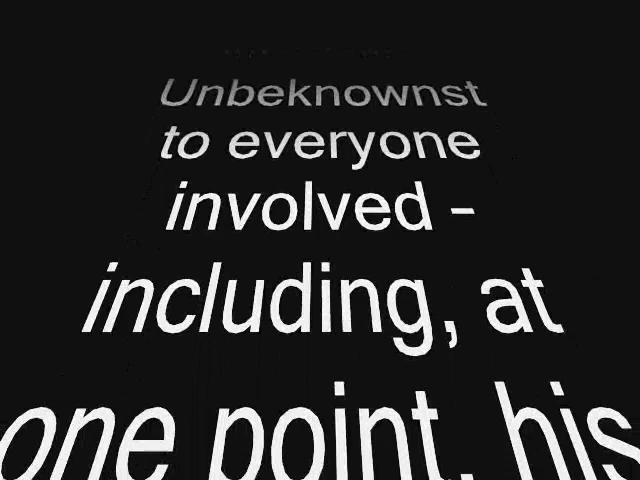 Unbeknownst
to everyone
involved -
including, at
one point, his